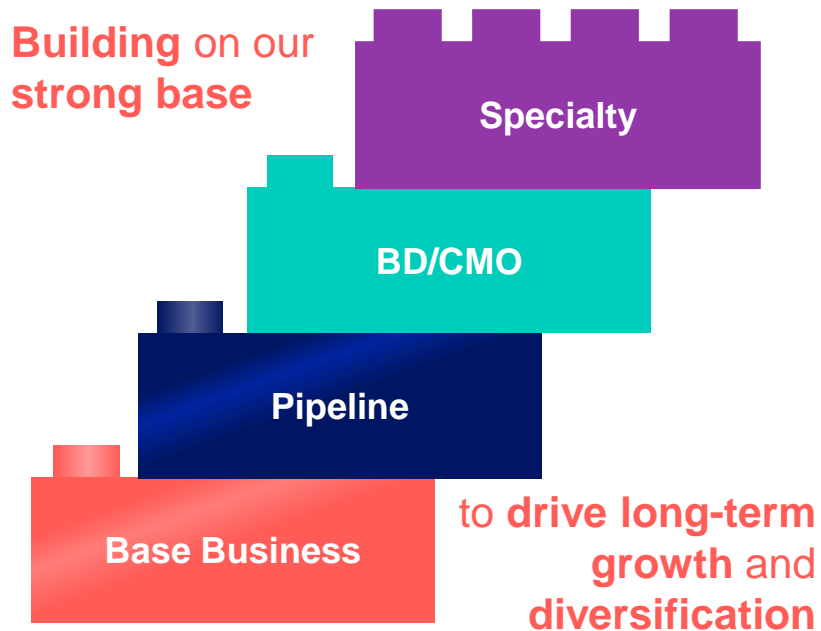 Building on our
strong base
Specialty
BD/CMO
Pipeline
Base Business
to drive long-term
growth and
diversification